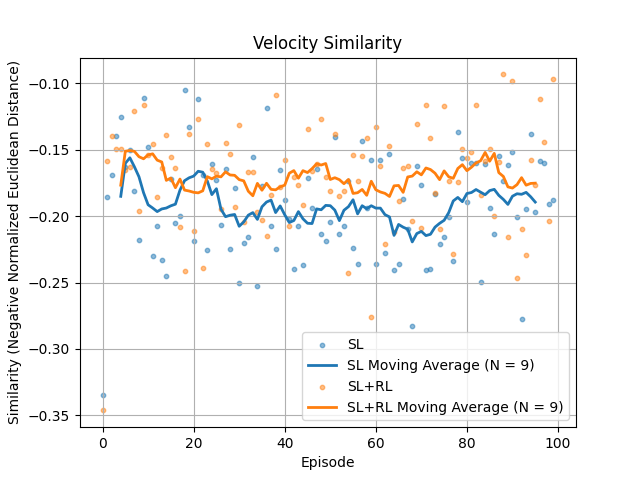 Velocity Similarity
Similarity (Negative Normalized Euclidean Distance)
−0.10
−0.15
−0.20
−0.25
−0.30
−0.35
SL
SL Moving Average (N = 9)
SL+RL
SL+RL Moving Average (N = 9)
0
20
40
60
80
100
Episode